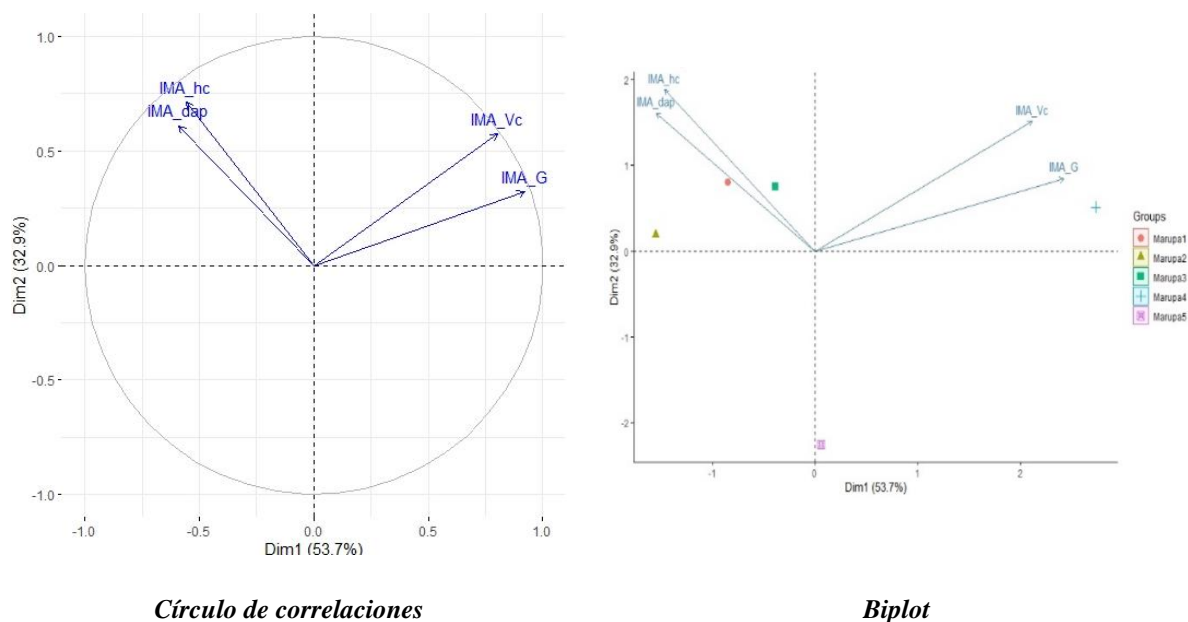 1.0
0.5
0.0
-0.5
-1.0
Dim2 (32.9%)
IMA_hc
IMA_dap
IMA_Vc
IMA_G
-1.0
-0.5
0.0
0.5
1.0
Dim1 (53.7%)
Círculo de correlaciones
2
1
0
-1
-2
Dim2 (32.9%)
IMA_hc
IMA_dap
IMA_Vc
IMA_G
-1
0
1
2
Dim1 (53.7%)
Groups
Marupa1
Marupa2
Marupa3
Marupa4
Marupa5
Biplot